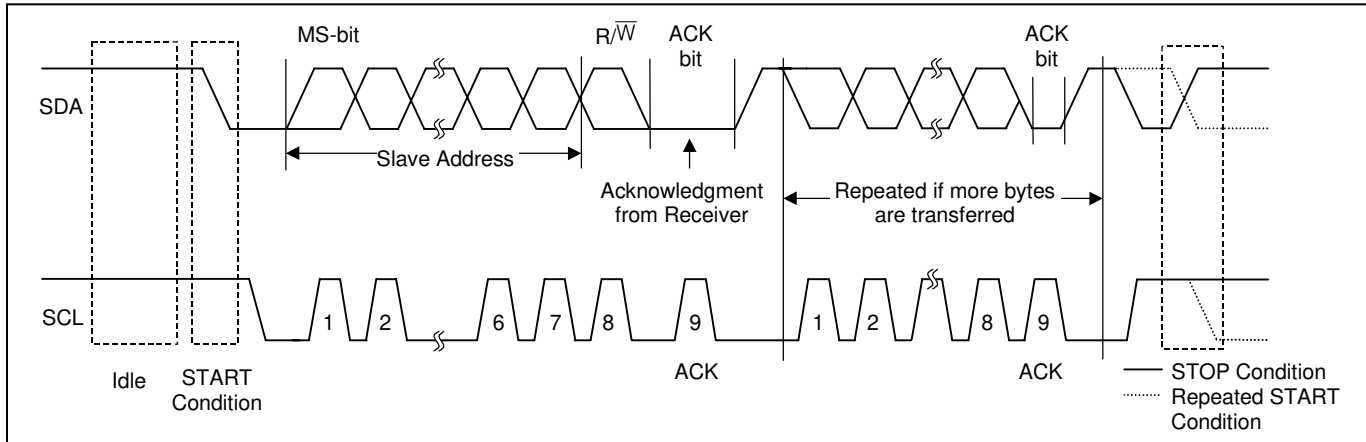 MS-bit
R/W̅
ACK
bit
ACK
bit
SDA
Slave Address
Acknowledgment
from Receiver
Repeated if more bytes
are transferred
SCL
1
2
6
7
8
9
1
2
8
9
Idle
START
Condition
ACK
ACK
STOP Condition
Repeated START
Condition